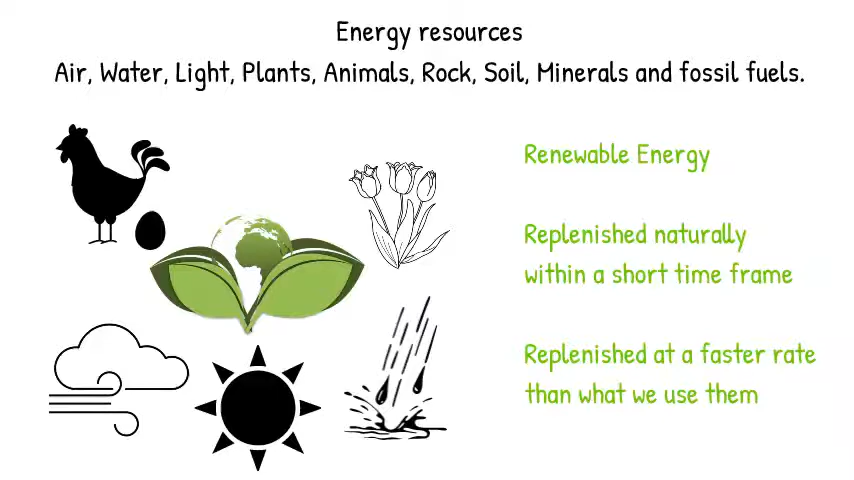 Energy resources
Air, Water, Light, Plants, Animals, Rock, Soil, Minerals and fossil fuels.
Renewable Energy
Replenished naturally
within a short time frame
Replenished at a faster rate
than what we use them